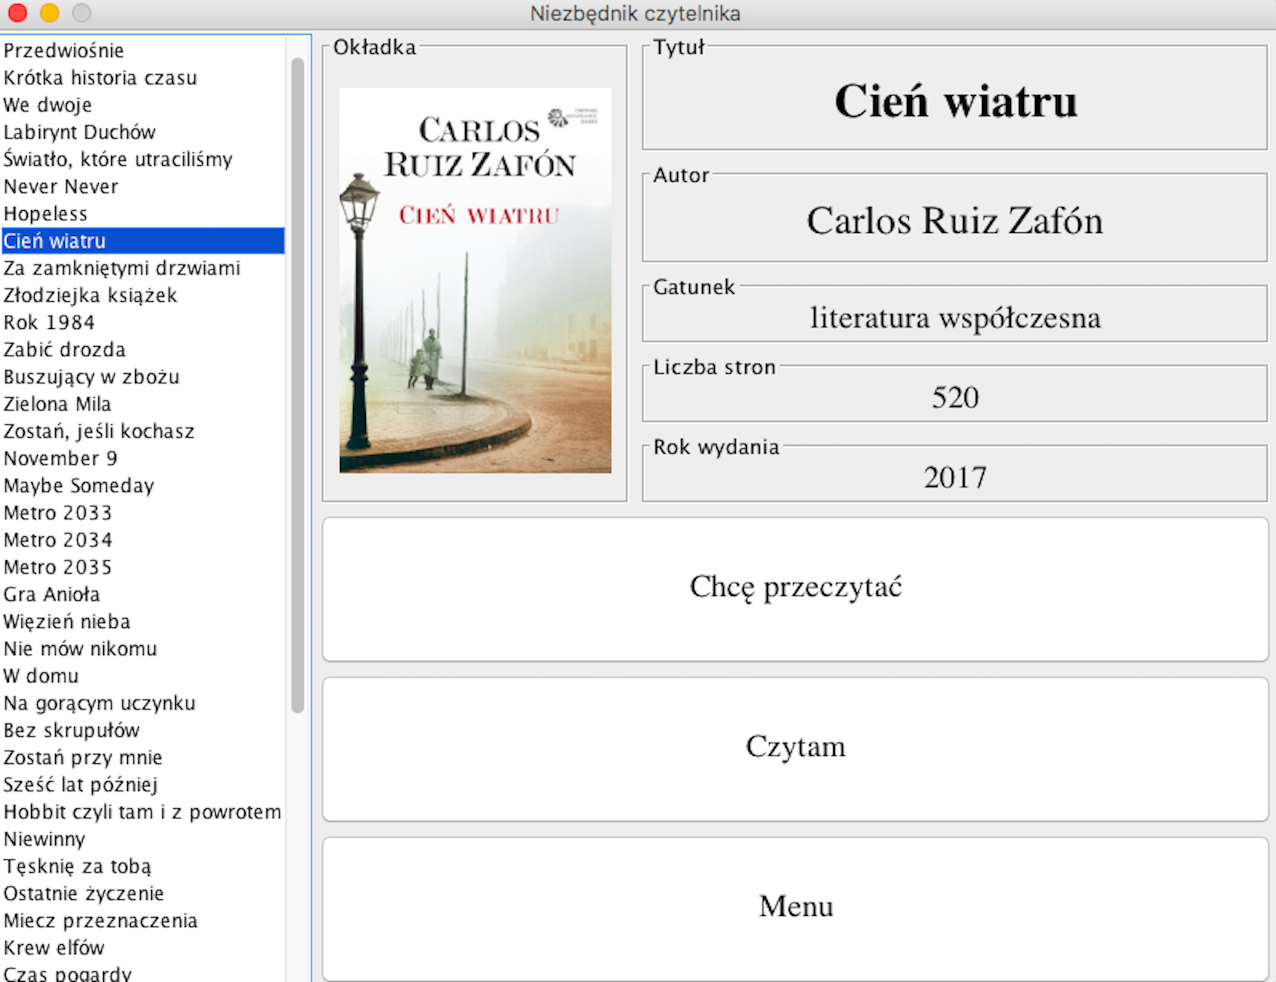 Niezbędnik czytelnika
Przedwiośnie
Krótka historia czasu
We dwoje
Labirynt Duchów
Światło, które utraciliśmy
Never Never
Hopeless
Cień wiatru
Za zamkniętymi drzwiami
Złodziejka książek
Rok 1984
Zabić drozda
Buszujący w zbożu
Zielona Mila
Zostań, jeśli kochasz
November 9
Maybe Someday
Metro 2033
Metro 2034
Metro 2035
Gra Anioła
Więzień nieba
Nie mów nikomu
W domu
Na gorącym uczynku
Bez skrupułów
Zostań przy mnie
Sześć lat później
Hobbit czyli tam i z powrotem
Niewinny
Tęsknię za tobą
Ostatnie życzenie
Miecz przeznaczenia
Krew elfów
Czas pogardy
Okładka
CARLOS
RUIZ ZAFÓN
CIEŃ WIATRU
Tytuł
Cień wiatru
Autor
Carlos Ruiz Zafón
Gatunek
literatura współczesna
Liczba stron
520
Rok wydania
2017
Chcę przeczytać
Czytam
Menu